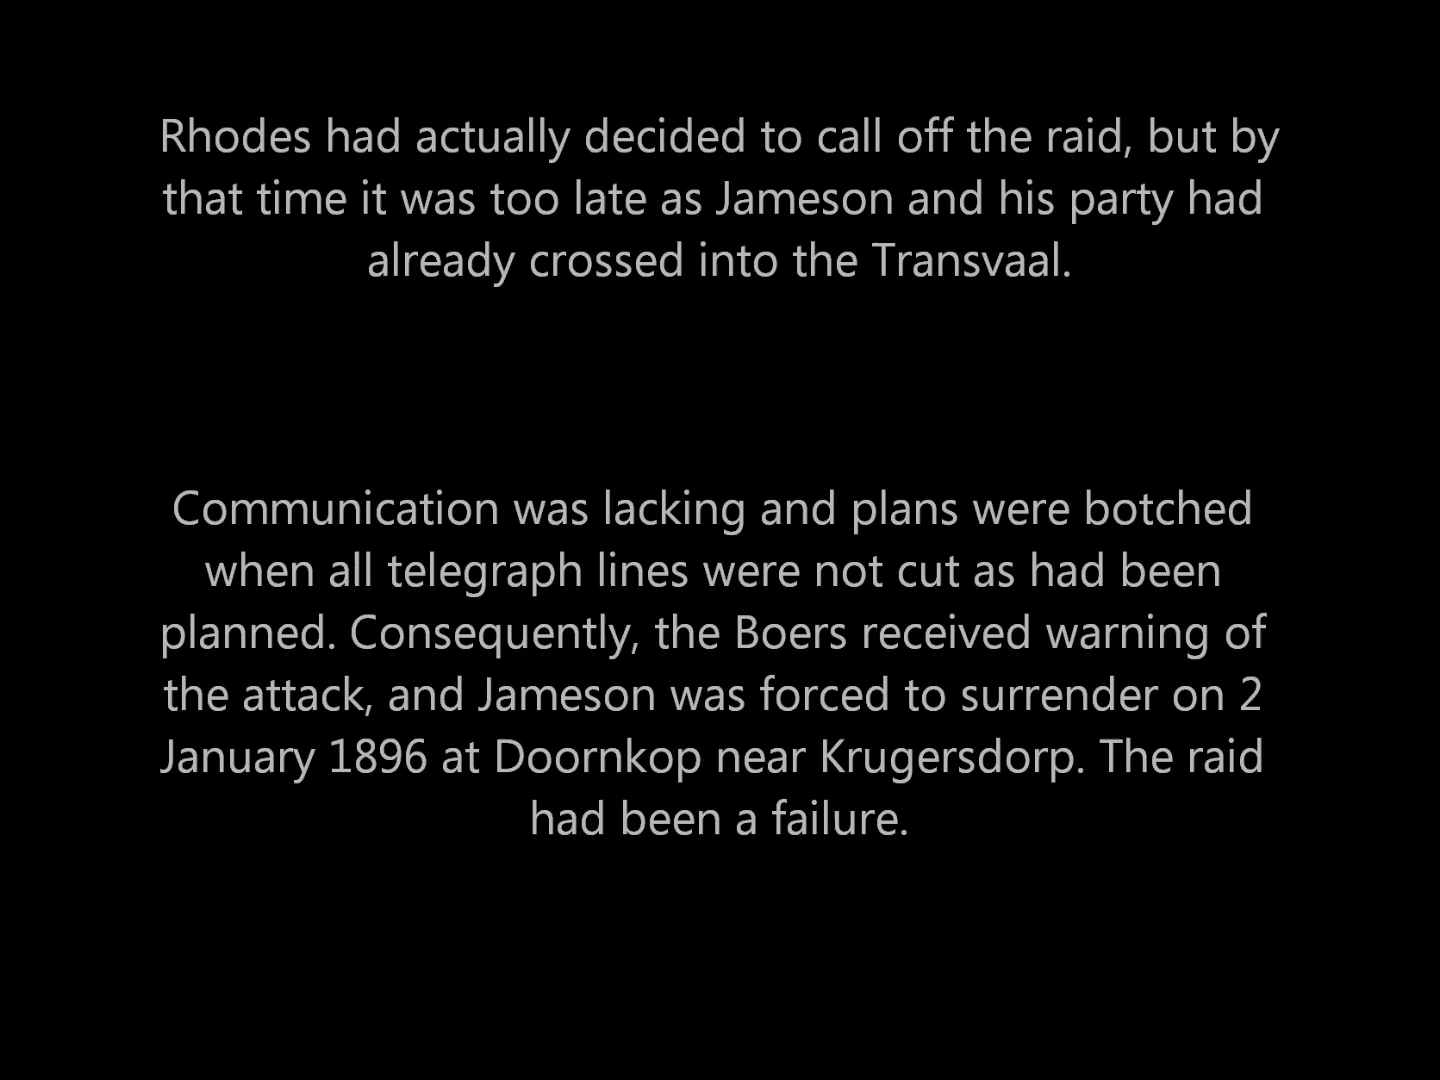 Rhodes had actually decided to call off the raid, but by
that time it was too late as Jameson and his party had
already crossed into the Transvaal.
Communication was lacking and plans were botched
when all telegraph lines were not cut as had been
planned. Consequently, the Boers received warning of
the attack, and Jameson was forced to surrender on 2
January 1896 at Doornkop near Krugersdorp. The raid
had been a failure.